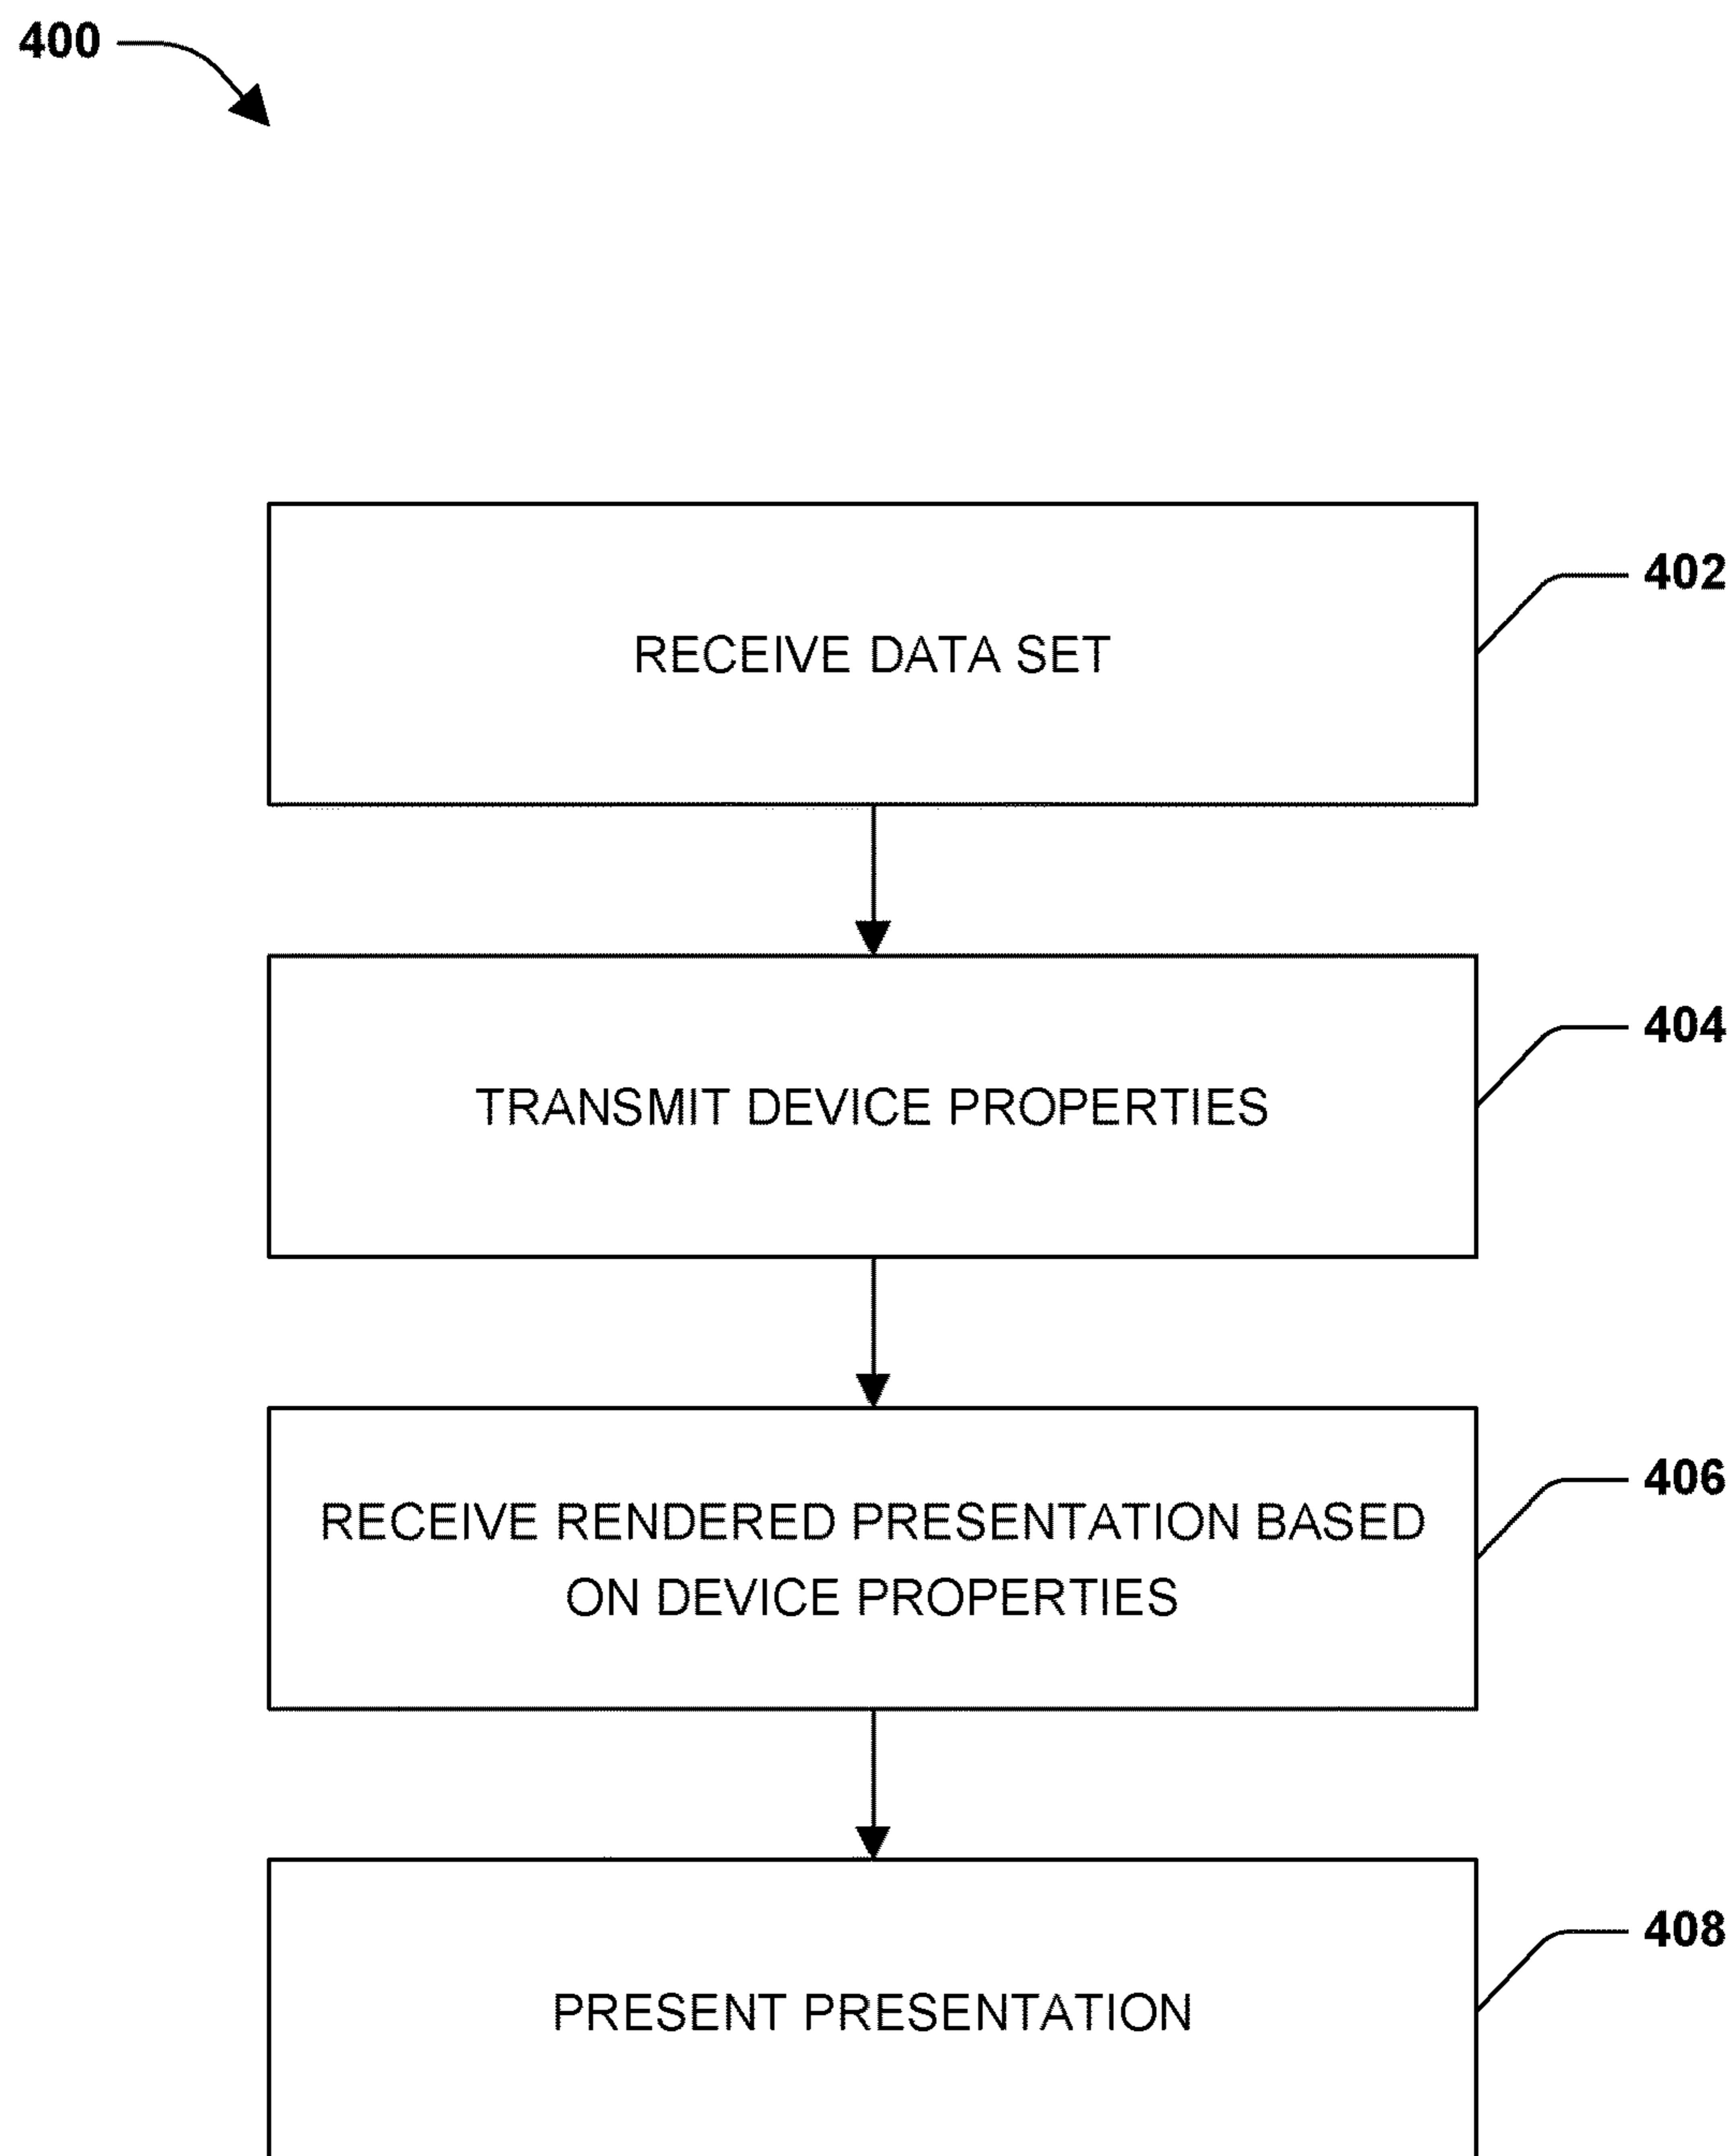 400
RECEIVE DATA SET
402
TRANSMIT DEVICE PROPERTIES
404
RECEIVE RENDERED PRESENTATION BASED
ON DEVICE PROPERTIES
406
PRESENT PRESENTATION
408